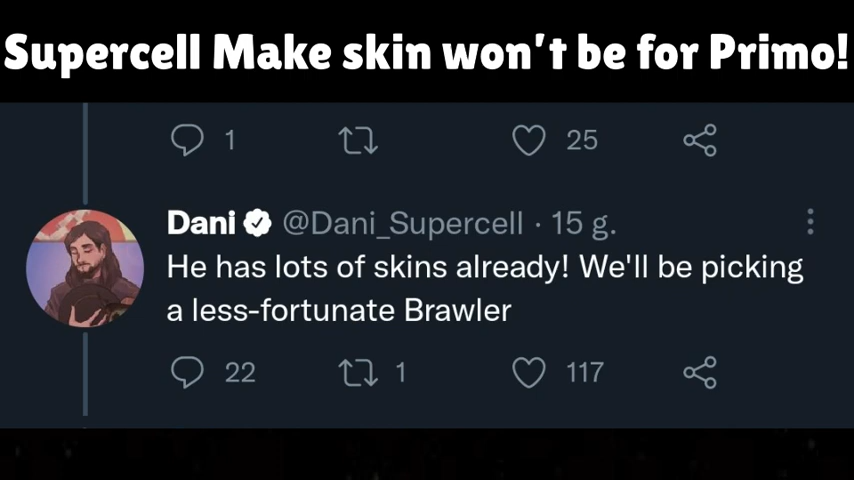 Supercell Make skin won't be for Primo!
1 25
Dani @Dani_Supercell · 15 g.
He has lots of skins already! We'll be picking
a less-fortunate Brawler
22 1 117